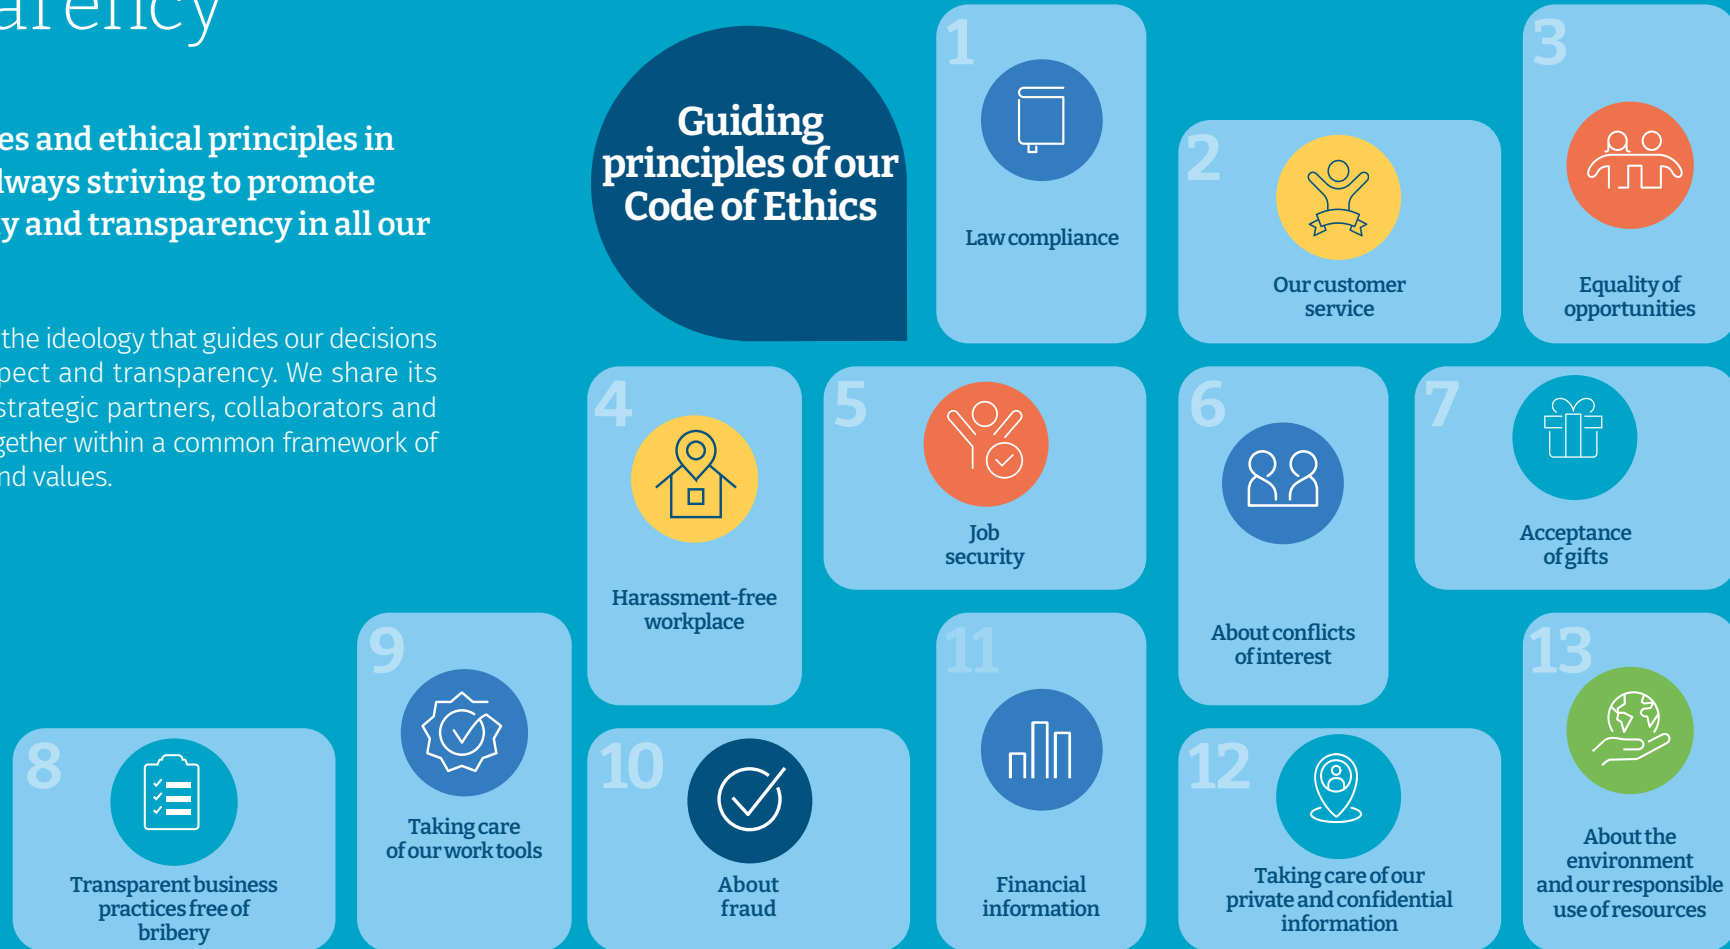 es and ethical principles in
lways striving to promote
y and transparency in all our
the ideology that guides our decisions
pect and transparency. We share its
strategic partners, collaborators and
gether within a common framework of
nd values.
Guiding
principles of our
Code of Ethics
1
Law compliance
2
Our customer
service
3
Equality of
opportunities
4
Harassment-free
workplace
5
Job
security
6
About conflicts
of interest
7
Acceptance
of gifts
8
Transparent business
practices free of
bribery
9
Taking care
of our work tools
10
About
fraud
11
Financial
information
12
Taking care of our
private and confidential
information
13
About the
environment
and our responsible
use of resources